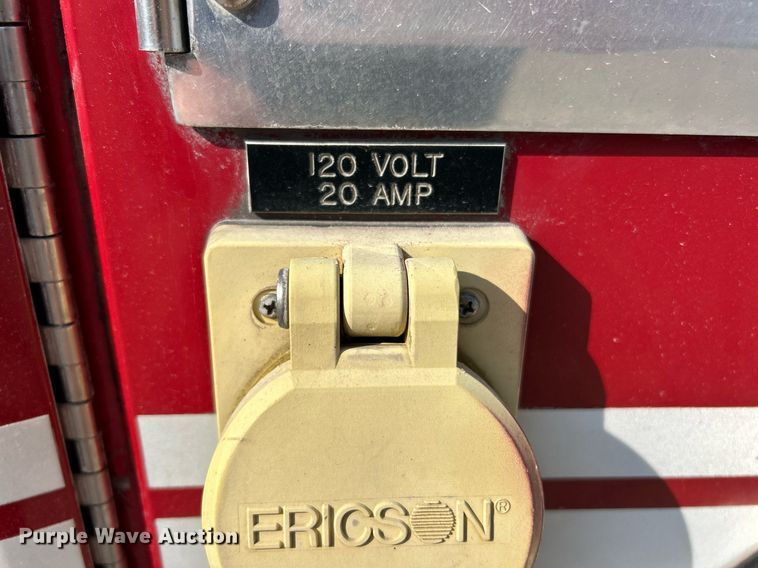 120 VOLT
20 AMP
ERICSON®
Purple Wave Auction®